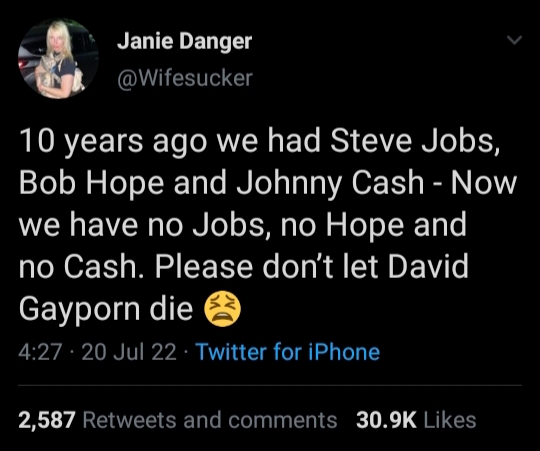 Janie Danger
@Wifesucker
10 years ago we had Steve Jobs,
Bob Hope and Johnny Cash - Now
we have no Jobs, no Hope and
no Cash. Please don’t let David
Gayporn die 😫
4:27 · 20 Jul 22 · Twitter for iPhone
2,587 Retweets and comments 30.9K Likes